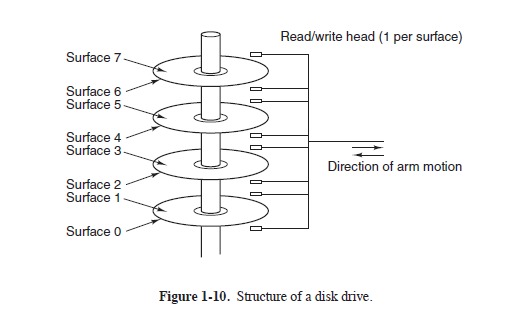 Read/write head (1 per surface)
Surface 7
Surface 6
Surface 5
Surface 4
Surface 3
Direction of arm motion
Surface 2
Surface 1
Surface 0
Figure 1-10. Structure of a disk drive.